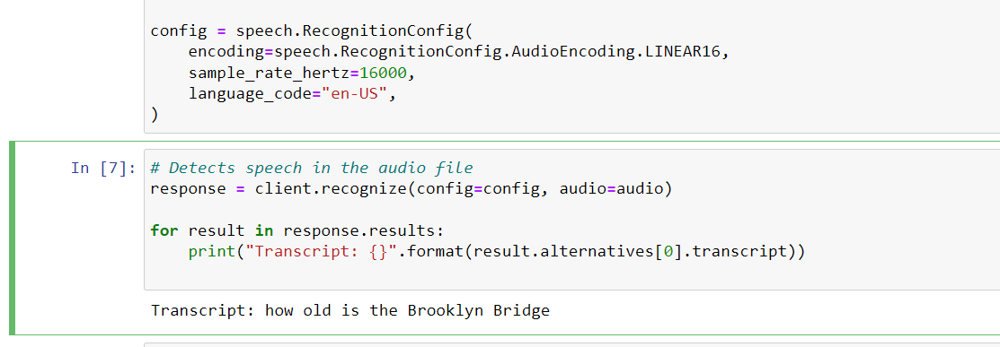 config = speech.RecognitionConfig(
    encoding=speech.RecognitionConfig.AudioEncoding.LINEAR16,
    sample_rate_hertz=16000,
    language_code="en-US",
)
In [7]: # Detects speech in the audio file
response = client.recognize(config=config, audio=audio)
for result in response.results:
    print("Transcript: {}".format(result.alternatives[0].transcript))
Transcript: how old is the Brooklyn Bridge